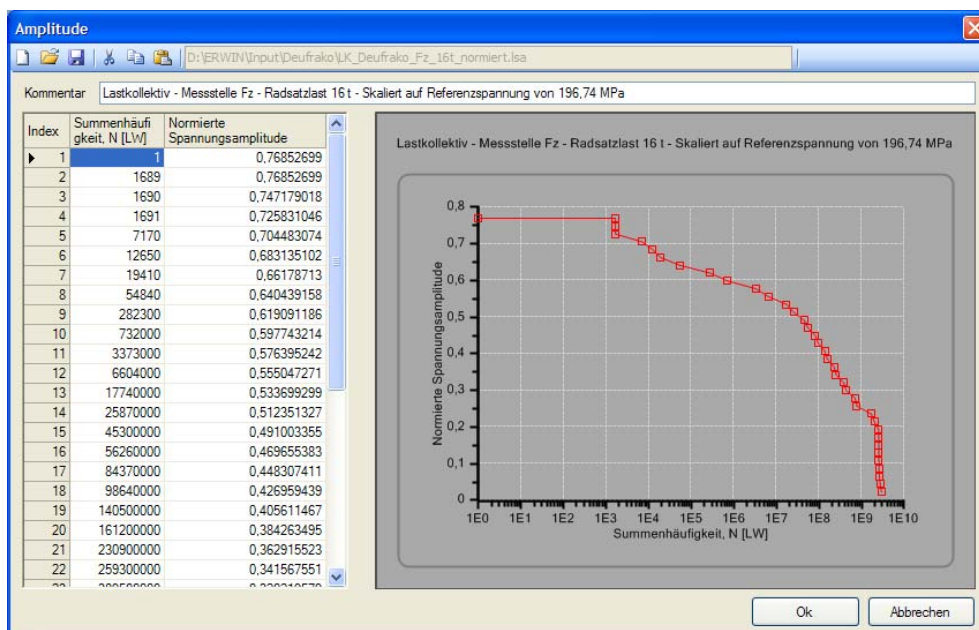 Amplitude
D:\ERWIN\Input\Deufrako\LK_Deufrako_Fz_16t_normiert.lsa
Kommentar Lastkollektiv - Messstelle Fz - Radsatzlast 16 t - Skaliert auf Referenzspannung von 196,74 MPa
Index Summenhäufi gkeit, N [LW] Normierte Spannungsamplitude
1 1 0,76852699
2 1689 0,76852699
3 1690 0,747179018
4 1691 0,725831046
5 7170 0,704483074
6 12650 0,683135102
7 19410 0,66178713
8 54840 0,640439158
9 282300 0,619091186
10 732000 0,597743214
11 3373000 0,576395242
12 6604000 0,555047271
13 17740000 0,533699299
14 25870000 0,512351327
15 45300000 0,491003355
16 56260000 0,469655383
17 84370000 0,448307411
18 98640000 0,426959439
19 140500000 0,405611467
20 161200000 0,384263495
21 230900000 0,362915523
22 259300000 0,341567551
Lastkollektiv - Messstelle Fz - Radsatzlast 16 t - Skaliert auf Referenzspannung von 196,74 MPa
Normierte Spannungsamplitude
0,8
0,7
0,6
0,5
0,4
0,3
0,2
0,1
0
1E0 1E1 1E2 1E3 1E4 1E5 1E6 1E7 1E8 1E9 1E10
Summenhäufigkeit, N [LW]
Ok Abbrechen